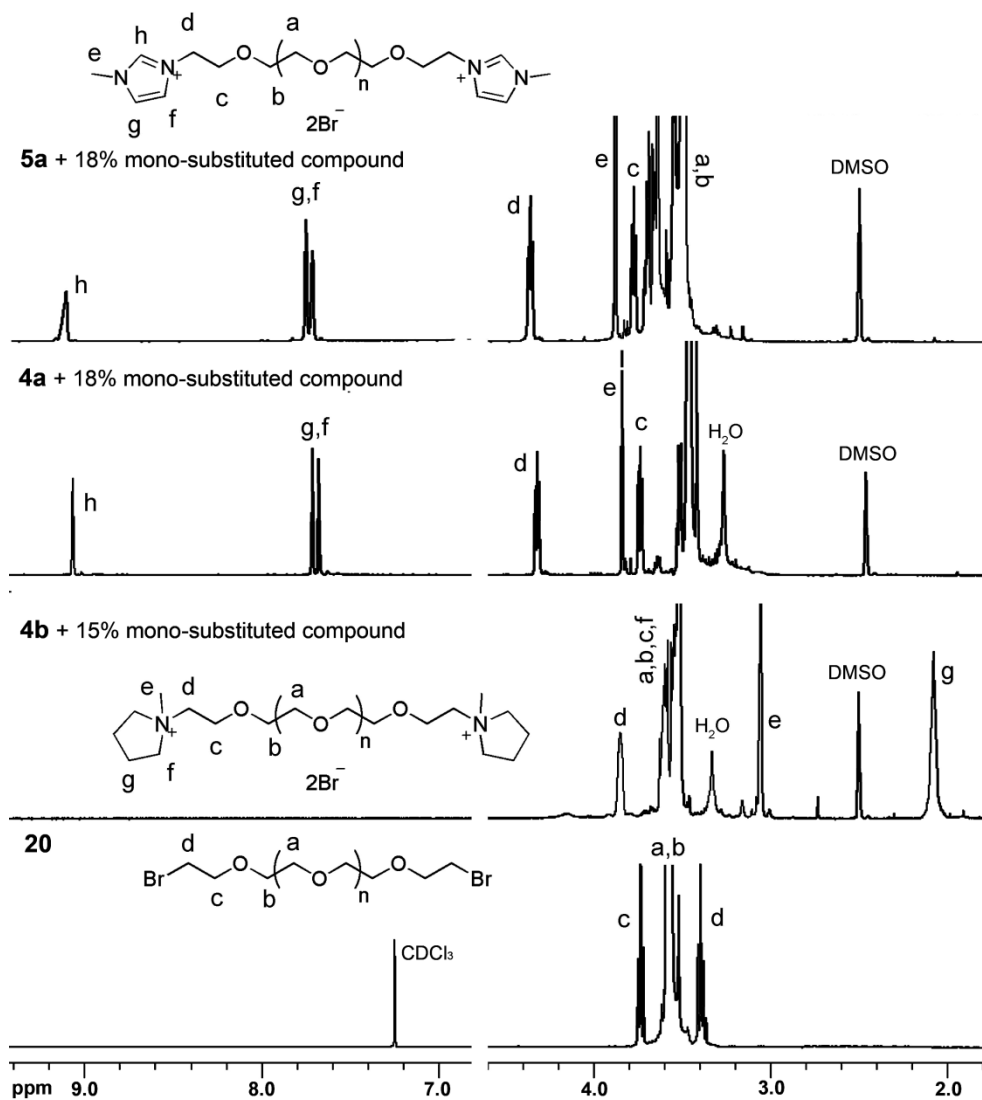 d a
h
e N N + O ( O ) n O N + N
c b
g f 2Br⁻
5a + 18% mono-substituted compound
h g,f d e c a,b DMSO
4a + 18% mono-substituted compound
h g,f d e c H₂O DMSO
4b + 15% mono-substituted compound
e d a
N + O ( O ) n O N +
c b
g f 2Br⁻
d a,b,c,f H₂O e DMSO g
20
d a
Br O ( O ) n O Br
c b
CDCl₃ c a,b d
ppm 9.0 8.0 7.0 4.0 3.0 2.0